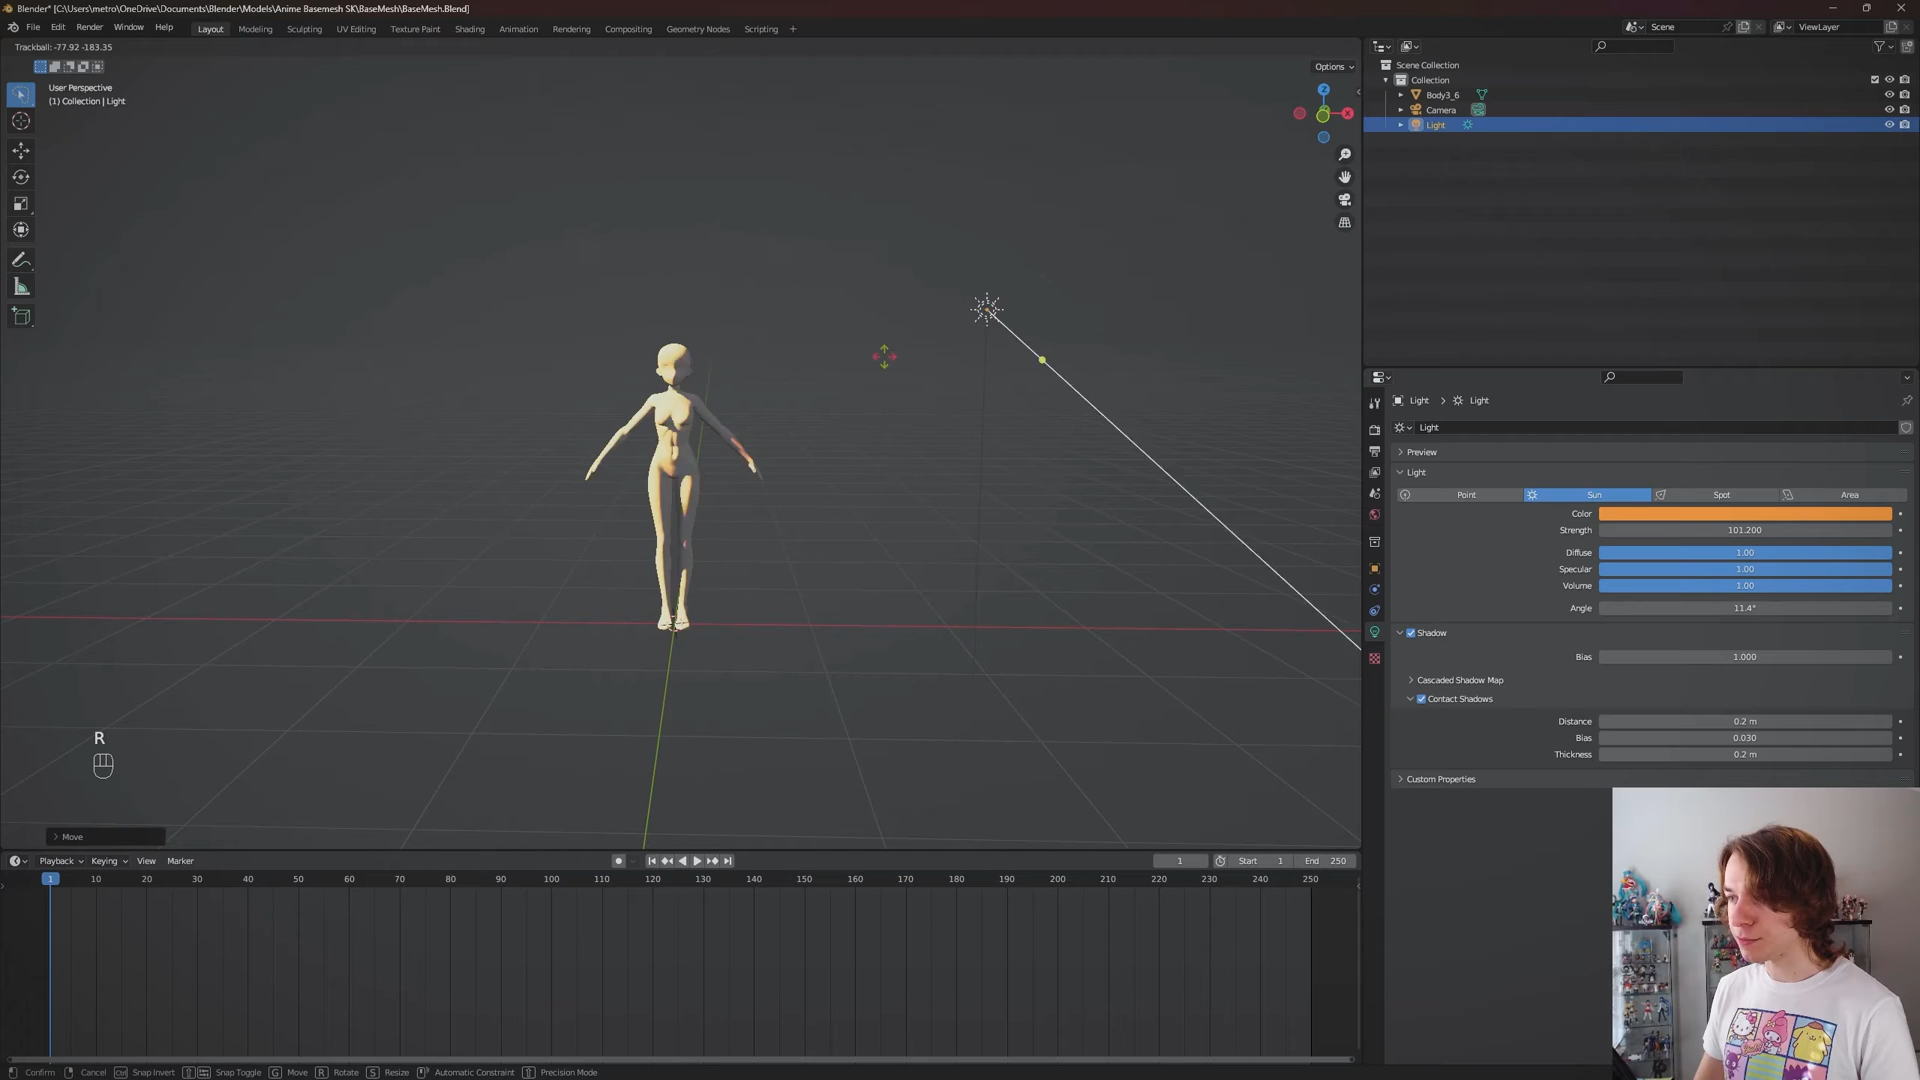 Blender* [C:\Users\metro\OneDrive\Documents\Blender\Models\Anime Basemesh SK\BaseMesh\BaseMesh.Blend]
File Edit Render Window Help Layout Modeling Sculpting UV Editing Texture Paint Shading Animation Rendering Compositing Geometry Nodes Scripting + Scene ViewLayer
Trackball: -77.92 -183.35
Options
User Perspective
(1) Collection | Light
Z
X
Scene Collection
Collection
Body3_6
Camera
Light
Light > Light
Light
Preview
Light
Point Sun Spot Area
Color
Strength 101.200
Diffuse 1.00
Specular 1.00
Volume 1.00
Angle 11.4°
Shadow
Bias 1.000
Cascaded Shadow Map
Contact Shadows
Distance 0.2 m
Bias 0.030
Thickness 0.2 m
Custom Properties
R
Move
Playback Keying View Marker 1 Start 1 End 250
1 10 20 30 40 50 60 70 80 90 100 110 120 130 140 150 160 170 180 190 200 210 220 230 240 250
Confirm Cancel Ctrl Snap Invert Snap Toggle G Move R Rotate S Resize Automatic Constraint Precision Mode